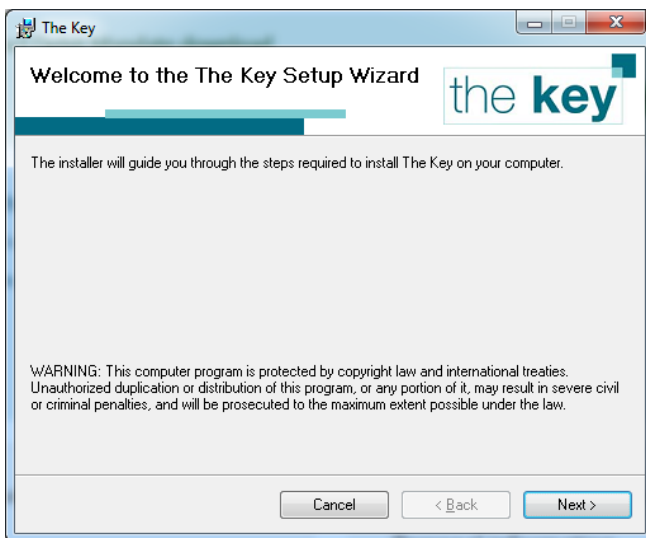 The Key
Welcome to the The Key Setup Wizard
the key
The installer will guide you through the steps required to install The Key on your computer.
WARNING: This computer program is protected by copyright law and international treaties.
Unauthorized duplication or distribution of this program, or any portion of it, may result in severe civil
or criminal penalties, and will be prosecuted to the maximum extent possible under the law.
Cancel
< Back
Next >